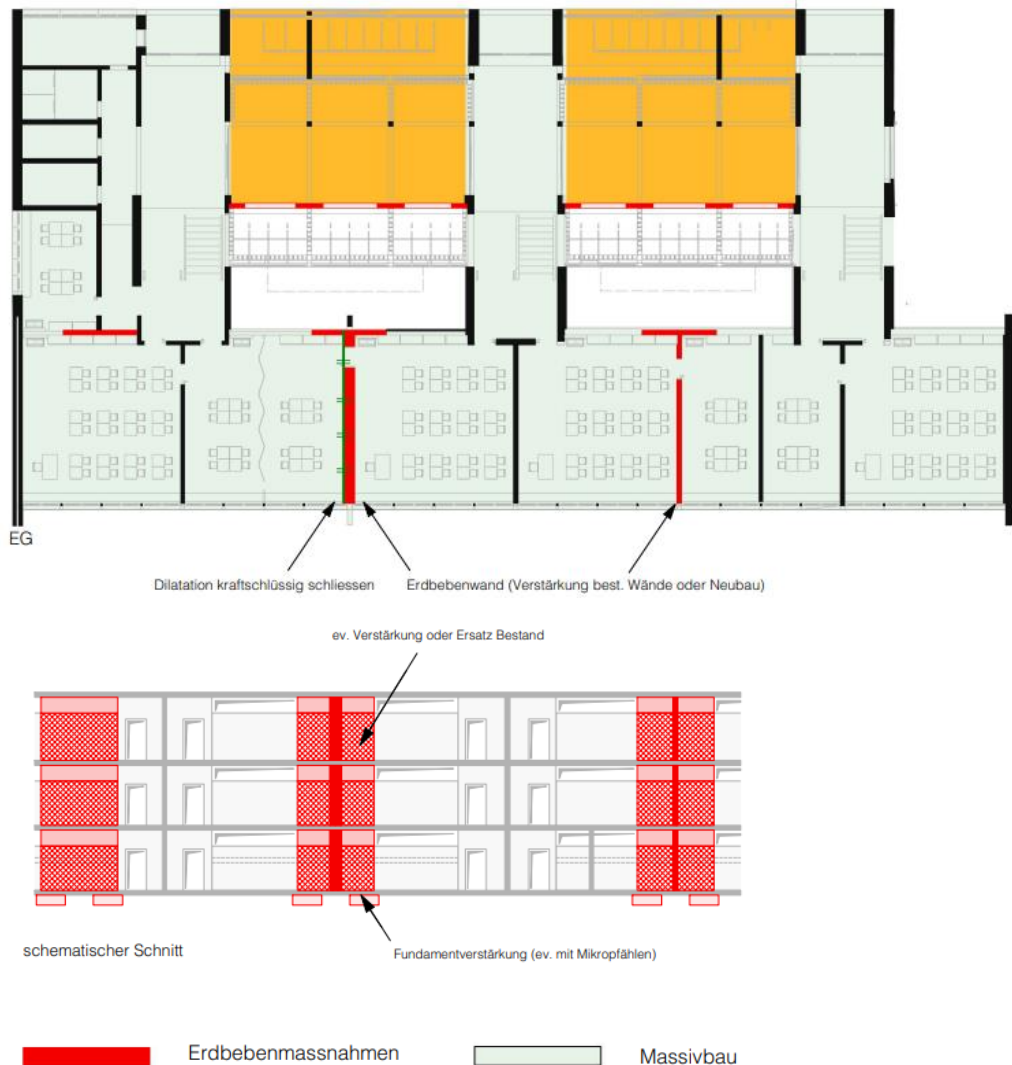 EG
Dilatation kraftschlüssig schliessen
Erdbebenwand (Verstärkung best. Wände oder Neubau)
ev. Verstärkung oder Ersatz Bestand
schematischer Schnitt
Fundamentverstärkung (ev. mit Mikropfählen)
Erdbebenmassnahmen
Massivbau